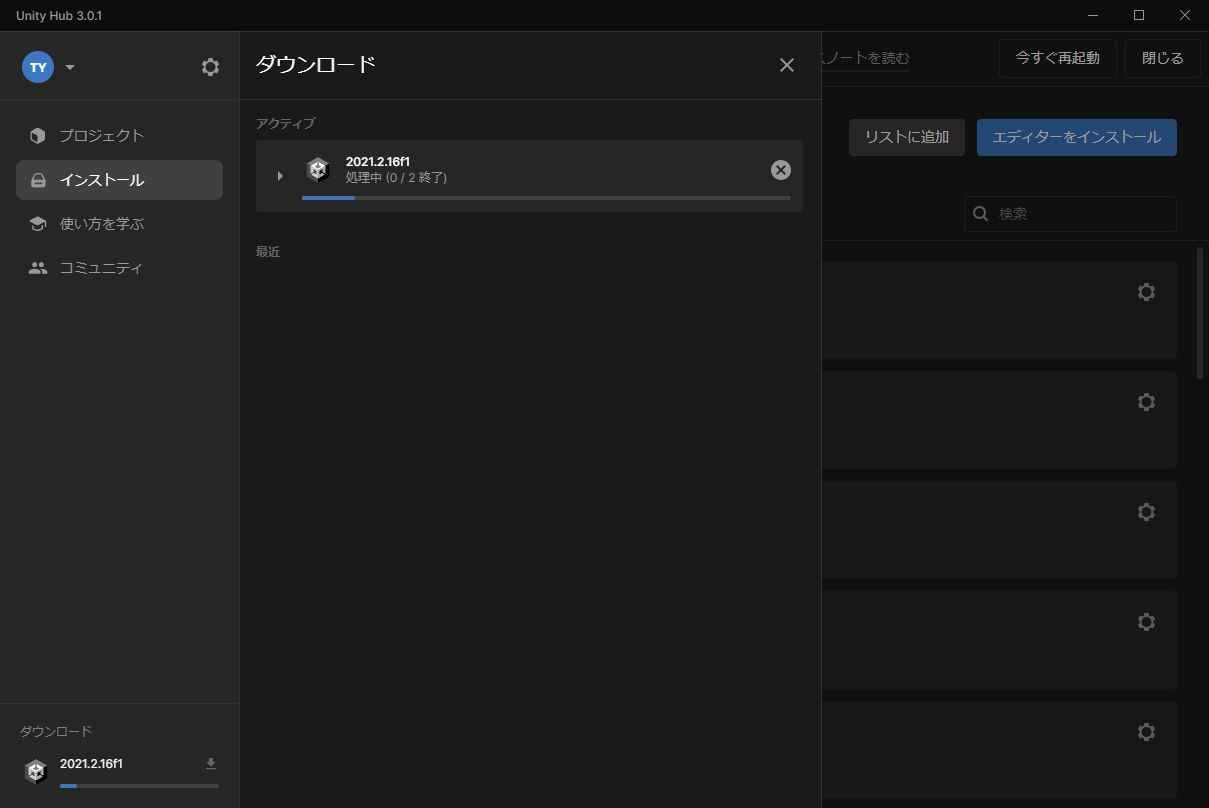 Unity Hub 3.0.1
TY
プロジェクト
インストール
使い方を学ぶ
コミュニティ
ダウンロード
2021.2.16f1
ダウンロード
アクティブ
2021.2.16f1
処理中 (0 / 2 終了)
最近
ノートを読む
今すぐ再起動
閉じる
リストに追加
エディターをインストール
検索